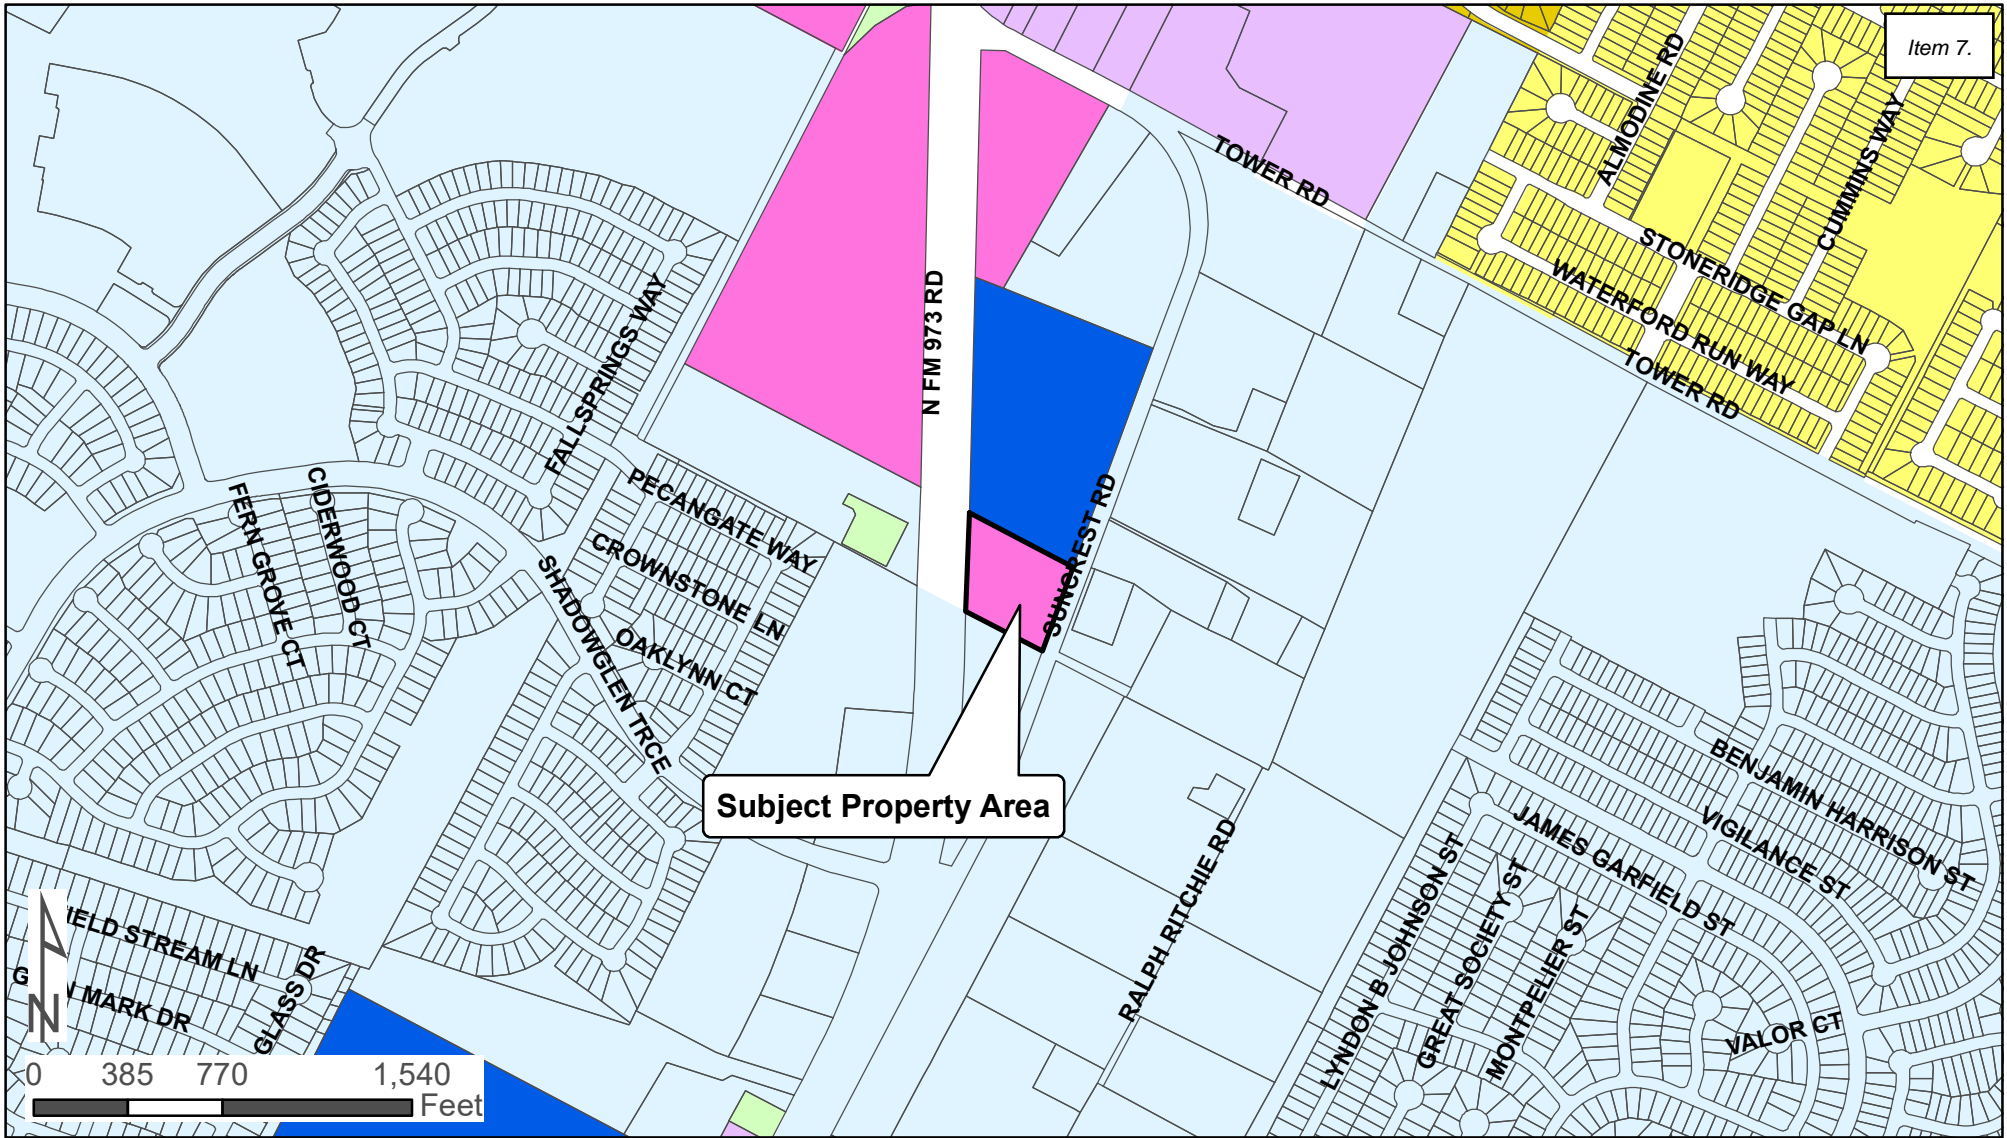 Item 7.
ALMODINE RD
CUMMINS WAY
TOWER RD
STONERIDGE GAP LN
WATERFORD RUN WAY
TOWER RD
N FM 973 RD
FALLSPRINGS WAY
PECANGATE WAY
CIDERWOOD CT
FERN GROVE CT
CROWNSTONE LN
SUNCREST RD
OAKLYNN CT
SHADOWGLEN TRCE
Subject Property Area
BENJAMIN HARRISON ST
VIGILANCE ST
JAMES GARFIELD ST
RALPH RITCHIE RD
LYNDON B JOHNSON ST
GREAT SOCIETY ST
MONTPELIER ST
VALOR CT
STREAM LN
MARK DR
GLASS DR
N
0 385 770 1,540
Feet